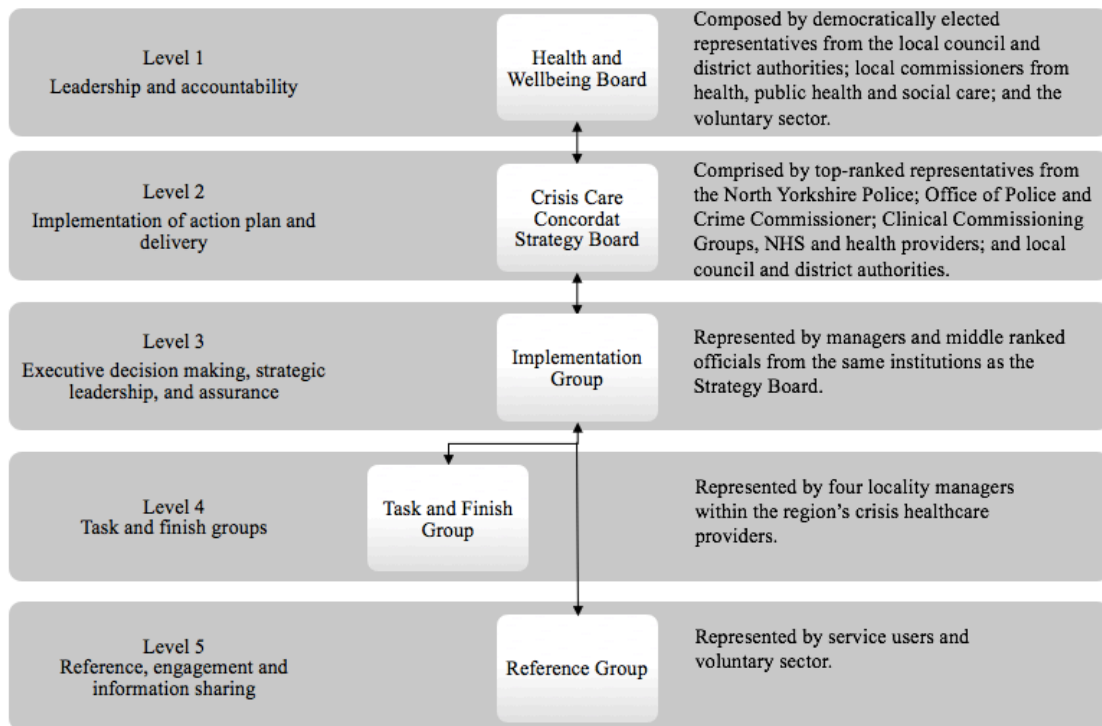 Level 1
Leadership and accountability
Health and
Wellbeing Board
Composed by democratically elected
representatives from the local council and
district authorities; local commissioners from
health, public health and social care; and the
voluntary sector.
Level 2
Implementation of action plan and
delivery
Crisis Care
Concordat
Strategy Board
Comprised by top-ranked representatives from
the North Yorkshire Police; Office of Police and
Crime Commissioner; Clinical Commissioning
Groups, NHS and health providers; and local
council and district authorities.
Level 3
Executive decision making, strategic
leadership, and assurance
Implementation
Group
Represented by managers and middle ranked
officials from the same institutions as the
Strategy Board.
Level 4
Task and finish groups
Task and Finish
Group
Represented by four locality managers
within the region's crisis healthcare
providers.
Level 5
Reference, engagement and
information sharing
Reference Group
Represented by service users and
voluntary sector.